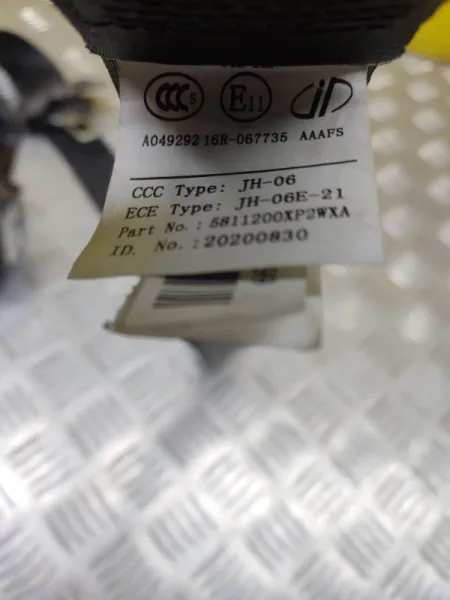 CCC S E11 JP
A049292 16R-067735 AAAFS
CCC Type: JH-06
ECE Type: JH-06E-21
Part No.: 5811200XP2WXA
ID. No.: 20200830